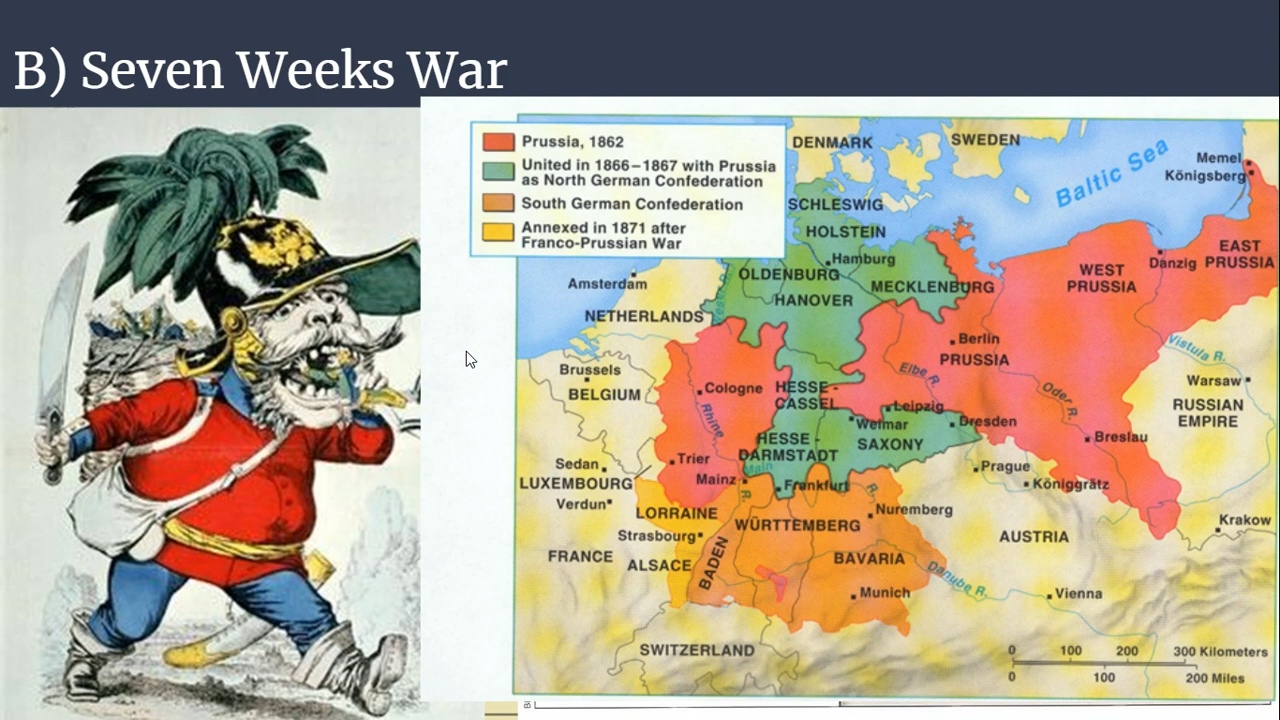 B) Seven Weeks War
Prussia, 1862
United in 1866–1867 with Prussia
as North German Confederation
South German Confederation
Annexed in 1871 after
Franco-Prussian War
DENMARK
SWEDEN
Baltic Sea
Memel
Königsberg
SCHLESWIG
HOLSTEIN
Hamburg
OLDENBURG
HANOVER
MECKLENBURG
WEST
PRUSSIA
Danzig
EAST
PRUSSIA
Amsterdam
NETHERLANDS
Berlin
PRUSSIA
Vistula R.
Elbe R.
Brussels
BELGIUM
Cologne
HESSE -
CASSEL
Leipzig
Oder R.
Warsaw
RUSSIAN
EMPIRE
Rhine
R.
Weimar
Dresden
SAXONY
Breslau
HESSE -
DARMSTADT
Sedan
LUXEMBOURG
Trier
Main
R.
Mainz
Frankfurt
Prague
Königgrätz
Verdun
LORRAINE
WÜRTTEMBERG
Nuremberg
Krakow
Strasbourg
AUSTRIA
FRANCE
ALSACE
BADEN
BAVARIA
Danube R.
Munich
Vienna
SWITZERLAND
0 100 200 300 Kilometers
0 100 200 Miles